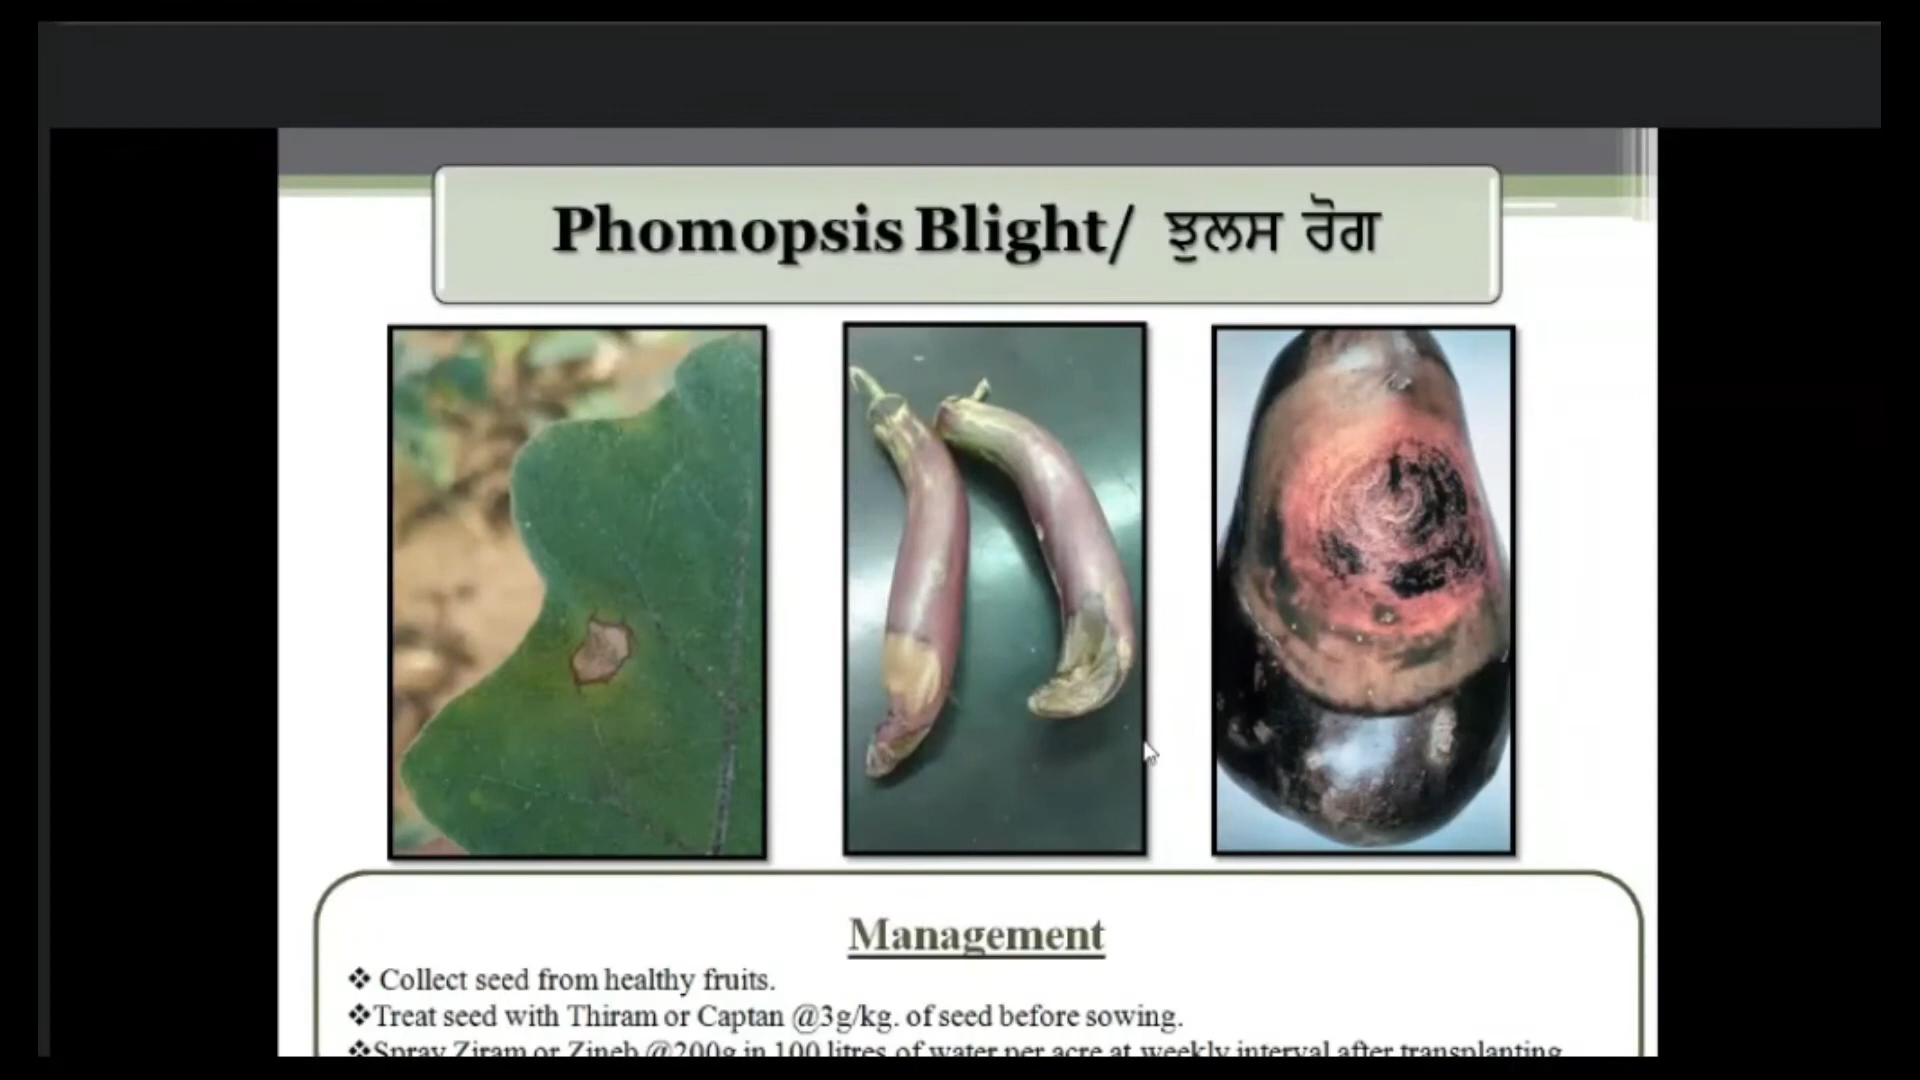 Phomopsis Blight/ ਝੁਲਸ ਰੋਗ
Management
❖ Collect seed from healthy fruits.
❖Treat seed with Thiram or Captan @3g/kg. of seed before sowing.
❖Spray Ziram or Zineb @200g in 100 litres of water per acre at weekly interval after transplanting